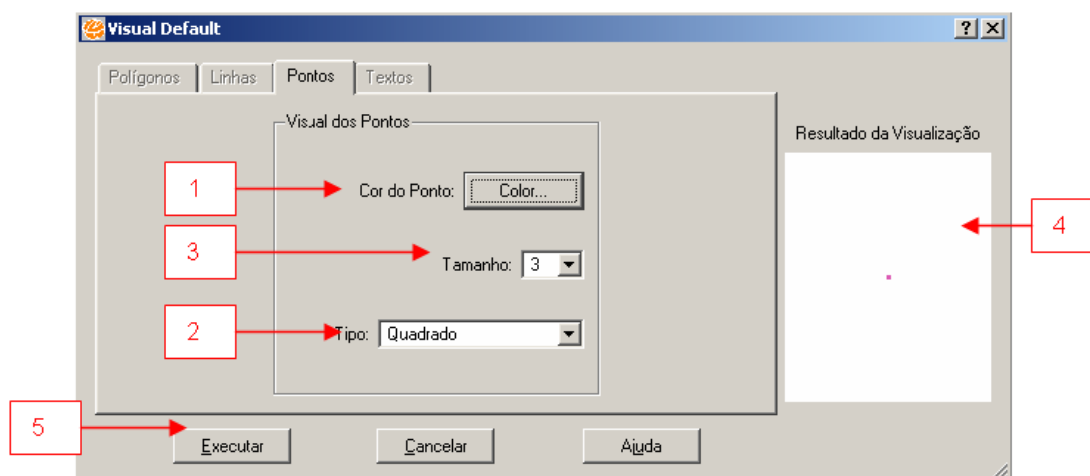 Visual Default
Polígonos Linhas Pontos Textos
Visual dos Pontos
Resultado da Visualização
1
Cor do Ponto: Color...
4
3
Tamanho: 3
2
Tipo: Quadrado
5
Executar Cancelar Ajuda